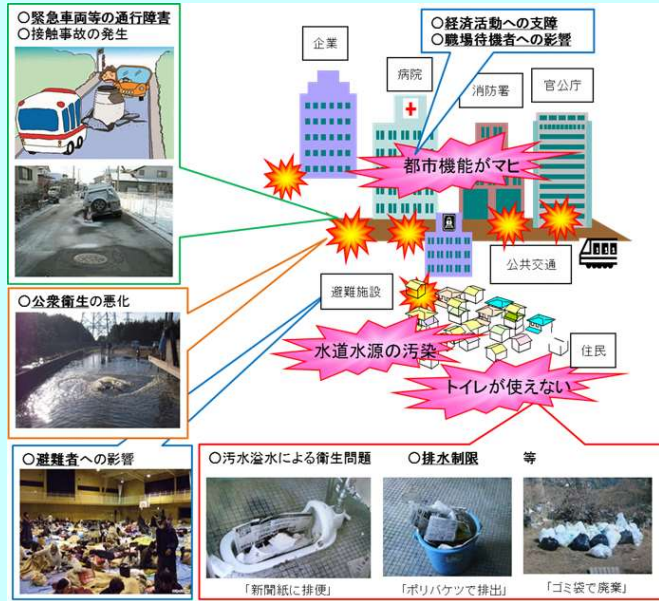 ○緊急車両等の通行障害
○接触事故の発生
○経済活動への支障
○職場待機者への影響
企業
病院
消防署
官公庁
都市機能がマヒ
公共交通
避難施設
○公衆衛生の悪化
水道水源の汚染
住民
トイレが使えない
○避難者への影響
○汚水溢水による衛生問題 ○排水制限 等
「新聞紙に排便」
「ポリバケツで排出」
「ゴミ袋で廃棄」